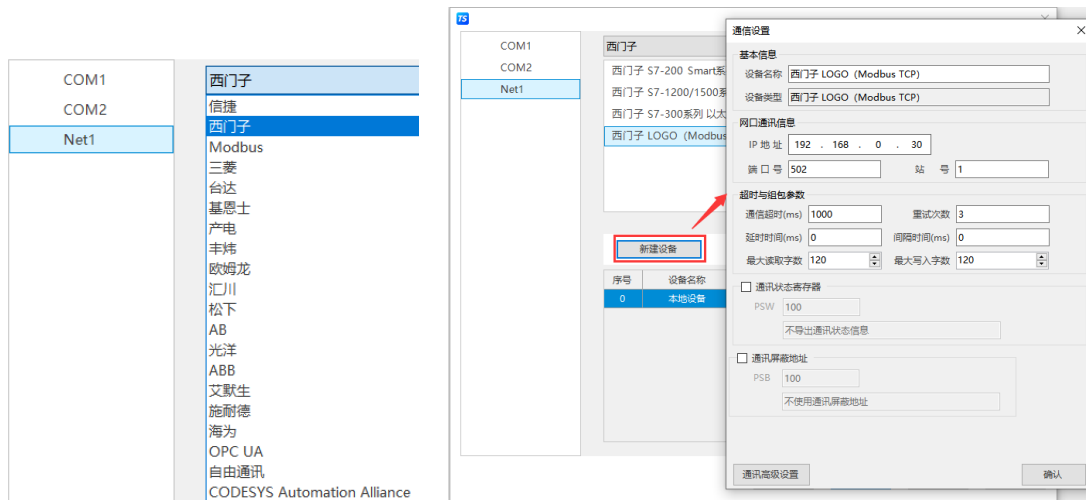 COM1
COM2
Net1
西门子
信捷
西门子
Modbus
三菱
台达
基恩士
产电
丰炜
欧姆龙
汇川
松下
AB
光洋
ABB
艾默生
施耐德
海为
OPC UA
自由通讯
CODESYS Automation Alliance
TS
COM1
COM2
Net1
西门子
西门子 S7-200 Smart系
西门子 S7-1200/1500系
西门子 S7-300系列 以太
西门子 LOGO（Modbus
新建设备
序号 设备名称
0 本地设备
通信设置
基本信息
设备名称 西门子 LOGO（Modbus TCP）
设备类型 西门子 LOGO（Modbus TCP）
网口通讯信息
IP 地址 192 . 168 . 0 . 30
端口号 502 站 号 1
超时与组包参数
通信超时(ms) 1000 重试次数 3
延时时间(ms) 0 间隔时间(ms) 0
最大读取字数 120 最大写入字数 120
通讯状态寄存器
PSW 100
不导出通讯状态信息
通讯屏蔽地址
PSB 100
不使用通讯屏蔽地址
通讯高级设置 确认